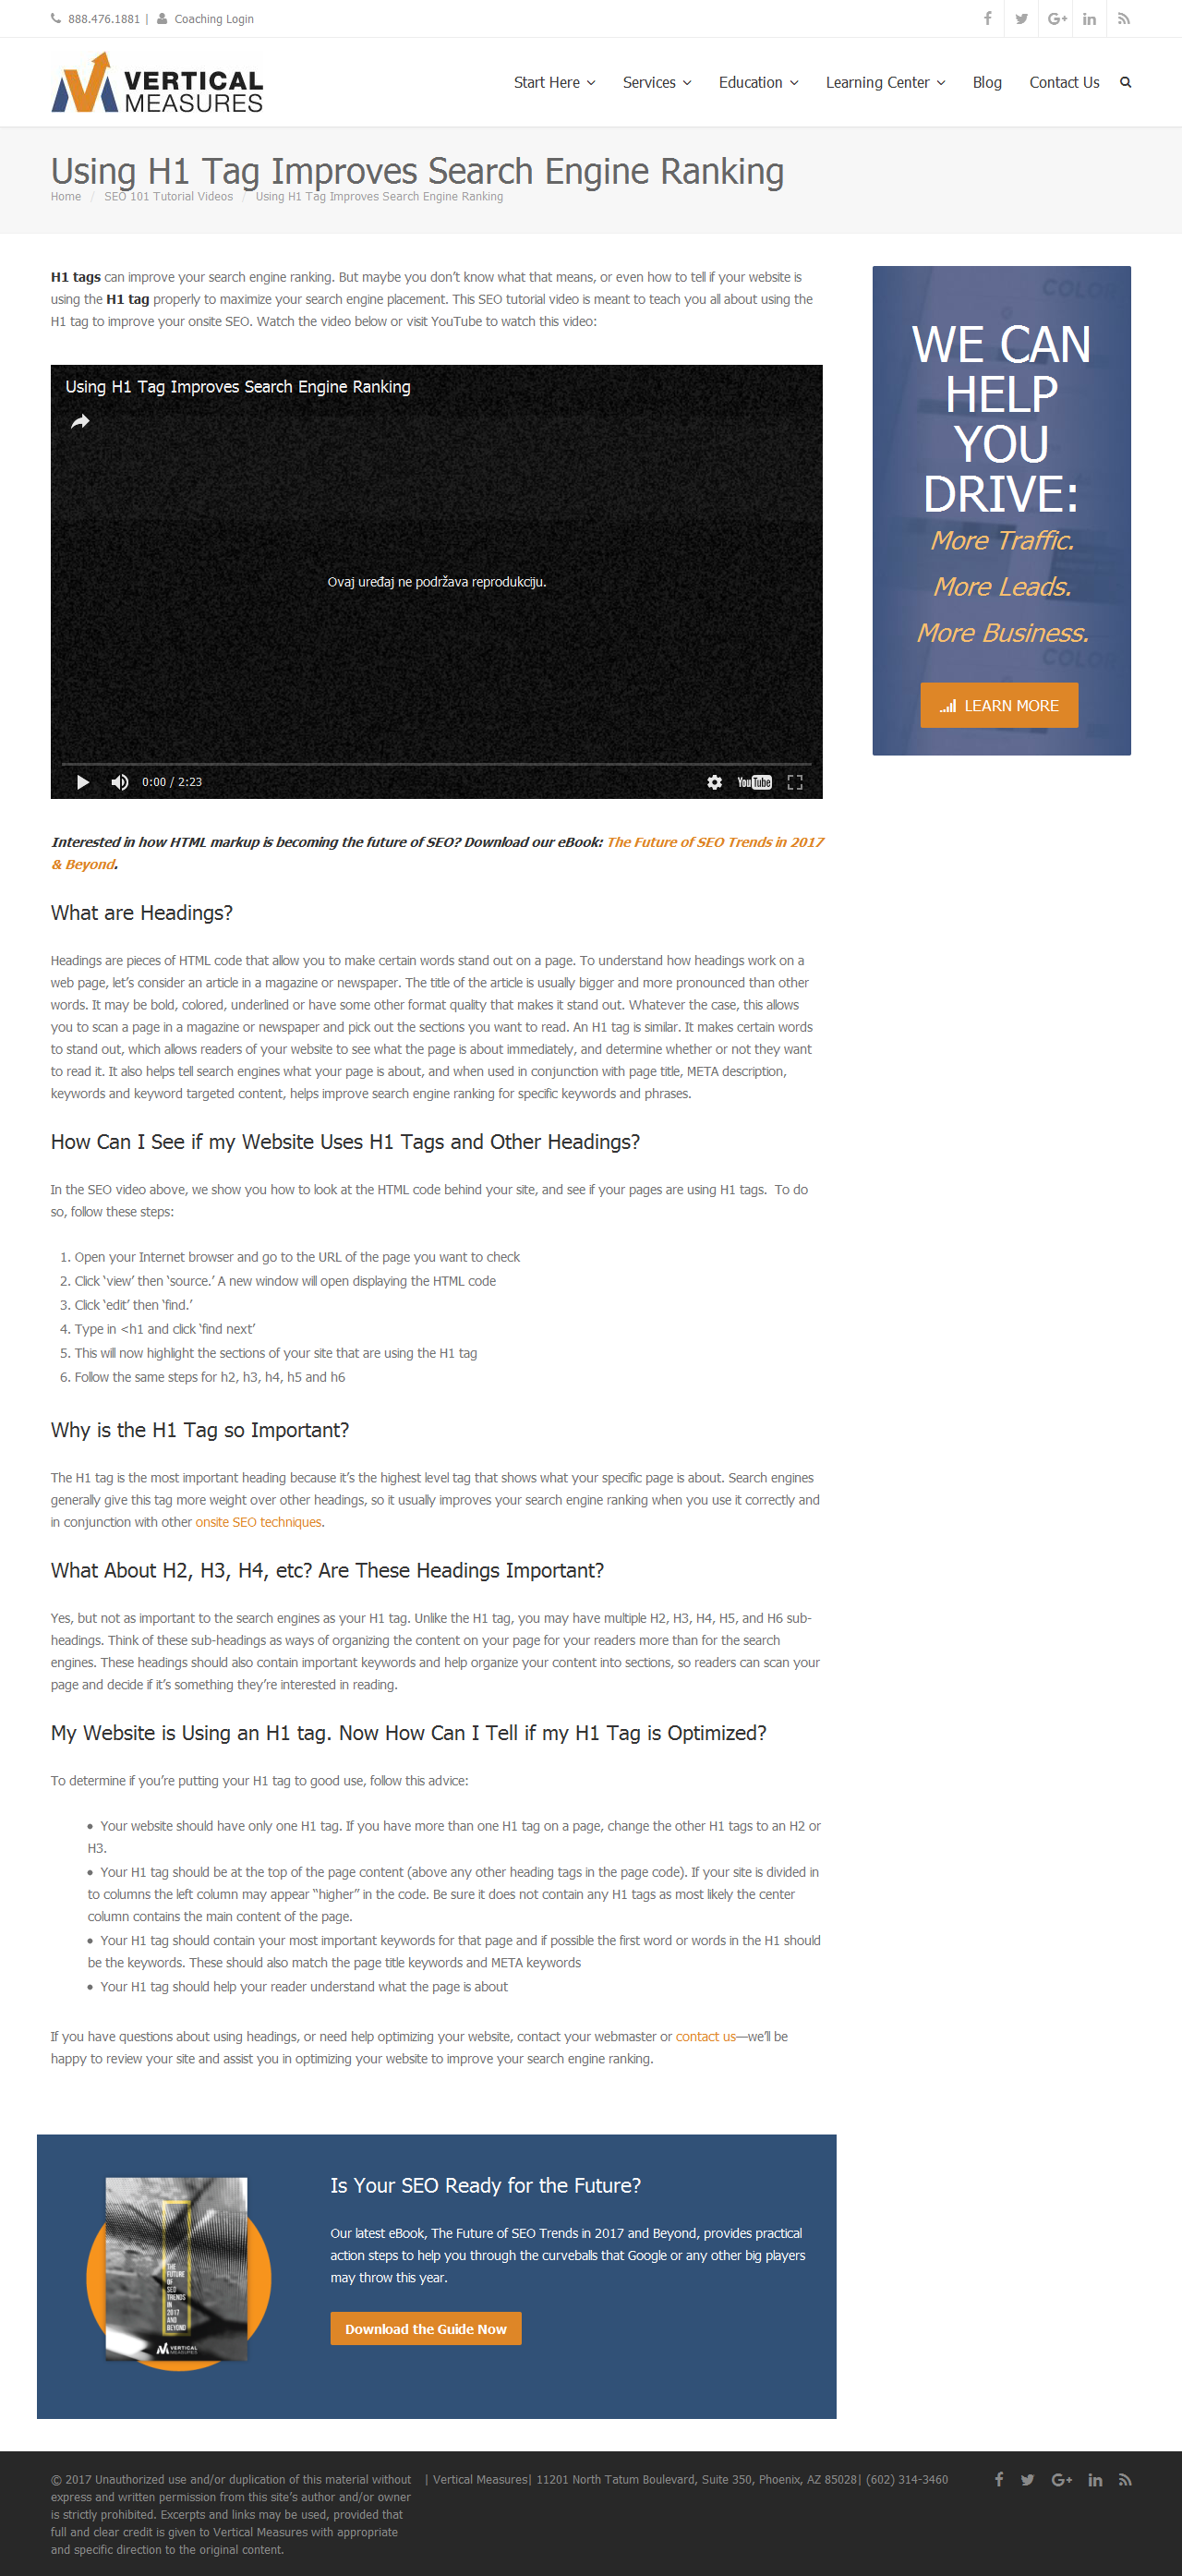 888.476.1881 | Coaching Login
VERTICAL
MEASURES
Start Here Services Education Learning Center Blog Contact Us
Using H1 Tag Improves Search Engine Ranking
Home / SEO 101 Tutorial Videos / Using H1 Tag Improves Search Engine Ranking
H1 tags can improve your search engine ranking. But maybe you don’t know what that means, or even how to tell if your website is
using the H1 tag properly to maximize your search engine placement. This SEO tutorial video is meant to teach you all about using the
H1 tag to improve your onsite SEO. Watch the video below or visit YouTube to watch this video:
Using H1 Tag Improves Search Engine Ranking
Ovaj uređaj ne podržava reprodukciju.
0:00 / 2:23
YouTube
WE CAN
HELP
YOU
DRIVE:
More Traffic.
More Leads.
More Business.
LEARN MORE
Interested in how HTML markup is becoming the future of SEO? Download our eBook: The Future of SEO Trends in 2017
& Beyond.
What are Headings?
Headings are pieces of HTML code that allow you to make certain words stand out on a page. To understand how headings work on a
web page, let’s consider an article in a magazine or newspaper. The title of the article is usually bigger and more pronounced than other
words. It may be bold, colored, underlined or have some other format quality that makes it stand out. Whatever the case, this allows
you to scan a page in a magazine or newspaper and pick out the sections you want to read. An H1 tag is similar. It makes certain words
to stand out, which allows readers of your website to see what the page is about immediately, and determine whether or not they want
to read it. It also helps tell search engines what your page is about, and when used in conjunction with page title, META description,
keywords and keyword targeted content, helps improve search engine ranking for specific keywords and phrases.
How Can I See if my Website Uses H1 Tags and Other Headings?
In the SEO video above, we show you how to look at the HTML code behind your site, and see if your pages are using H1 tags. To do
so, follow these steps:
1. Open your Internet browser and go to the URL of the page you want to check
2. Click ‘view’ then ‘source.’ A new window will open displaying the HTML code
3. Click ‘edit’ then ‘find.’
4. Type in <h1 and click ‘find next’
5. This will now highlight the sections of your site that are using the H1 tag
6. Follow the same steps for h2, h3, h4, h5 and h6
Why is the H1 Tag so Important?
The H1 tag is the most important heading because it’s the highest level tag that shows what your specific page is about. Search engines
generally give this tag more weight over other headings, so it usually improves your search engine ranking when you use it correctly and
in conjunction with other onsite SEO techniques.
What About H2, H3, H4, etc? Are These Headings Important?
Yes, but not as important to the search engines as your H1 tag. Unlike the H1 tag, you may have multiple H2, H3, H4, H5, and H6 sub-
headings. Think of these sub-headings as ways of organizing the content on your page for your readers more than for the search
engines. These headings should also contain important keywords and help organize your content into sections, so readers can scan your
page and decide if it’s something they’re interested in reading.
My Website is Using an H1 tag. Now How Can I Tell if my H1 Tag is Optimized?
To determine if you’re putting your H1 tag to good use, follow this advice:
• Your website should have only one H1 tag. If you have more than one H1 tag on a page, change the other H1 tags to an H2 or
H3.
• Your H1 tag should be at the top of the page content (above any other heading tags in the page code). If your site is divided in
to columns the left column may appear “higher” in the code. Be sure it does not contain any H1 tags as most likely the center
column contains the main content of the page.
• Your H1 tag should contain your most important keywords for that page and if possible the first word or words in the H1 should
be the keywords. These should also match the page title keywords and META keywords
• Your H1 tag should help your reader understand what the page is about
If you have questions about using headings, or need help optimizing your website, contact your webmaster or contact us—we’ll be
happy to review your site and assist you in optimizing your website to improve your search engine ranking.
THE
FUTURE
OF
SEO
TRENDS
IN
2017
AND
BEYOND
VERTICAL
MEASURES
Is Your SEO Ready for the Future?
Our latest eBook, The Future of SEO Trends in 2017 and Beyond, provides practical
action steps to help you through the curveballs that Google or any other big players
may throw this year.
Download the Guide Now
© 2017 Unauthorized use and/or duplication of this material without
express and written permission from this site’s author and/or owner
is strictly prohibited. Excerpts and links may be used, provided that
full and clear credit is given to Vertical Measures with appropriate
and specific direction to the original content.
| Vertical Measures| 11201 North Tatum Boulevard, Suite 350, Phoenix, AZ 85028| (602) 314-3460